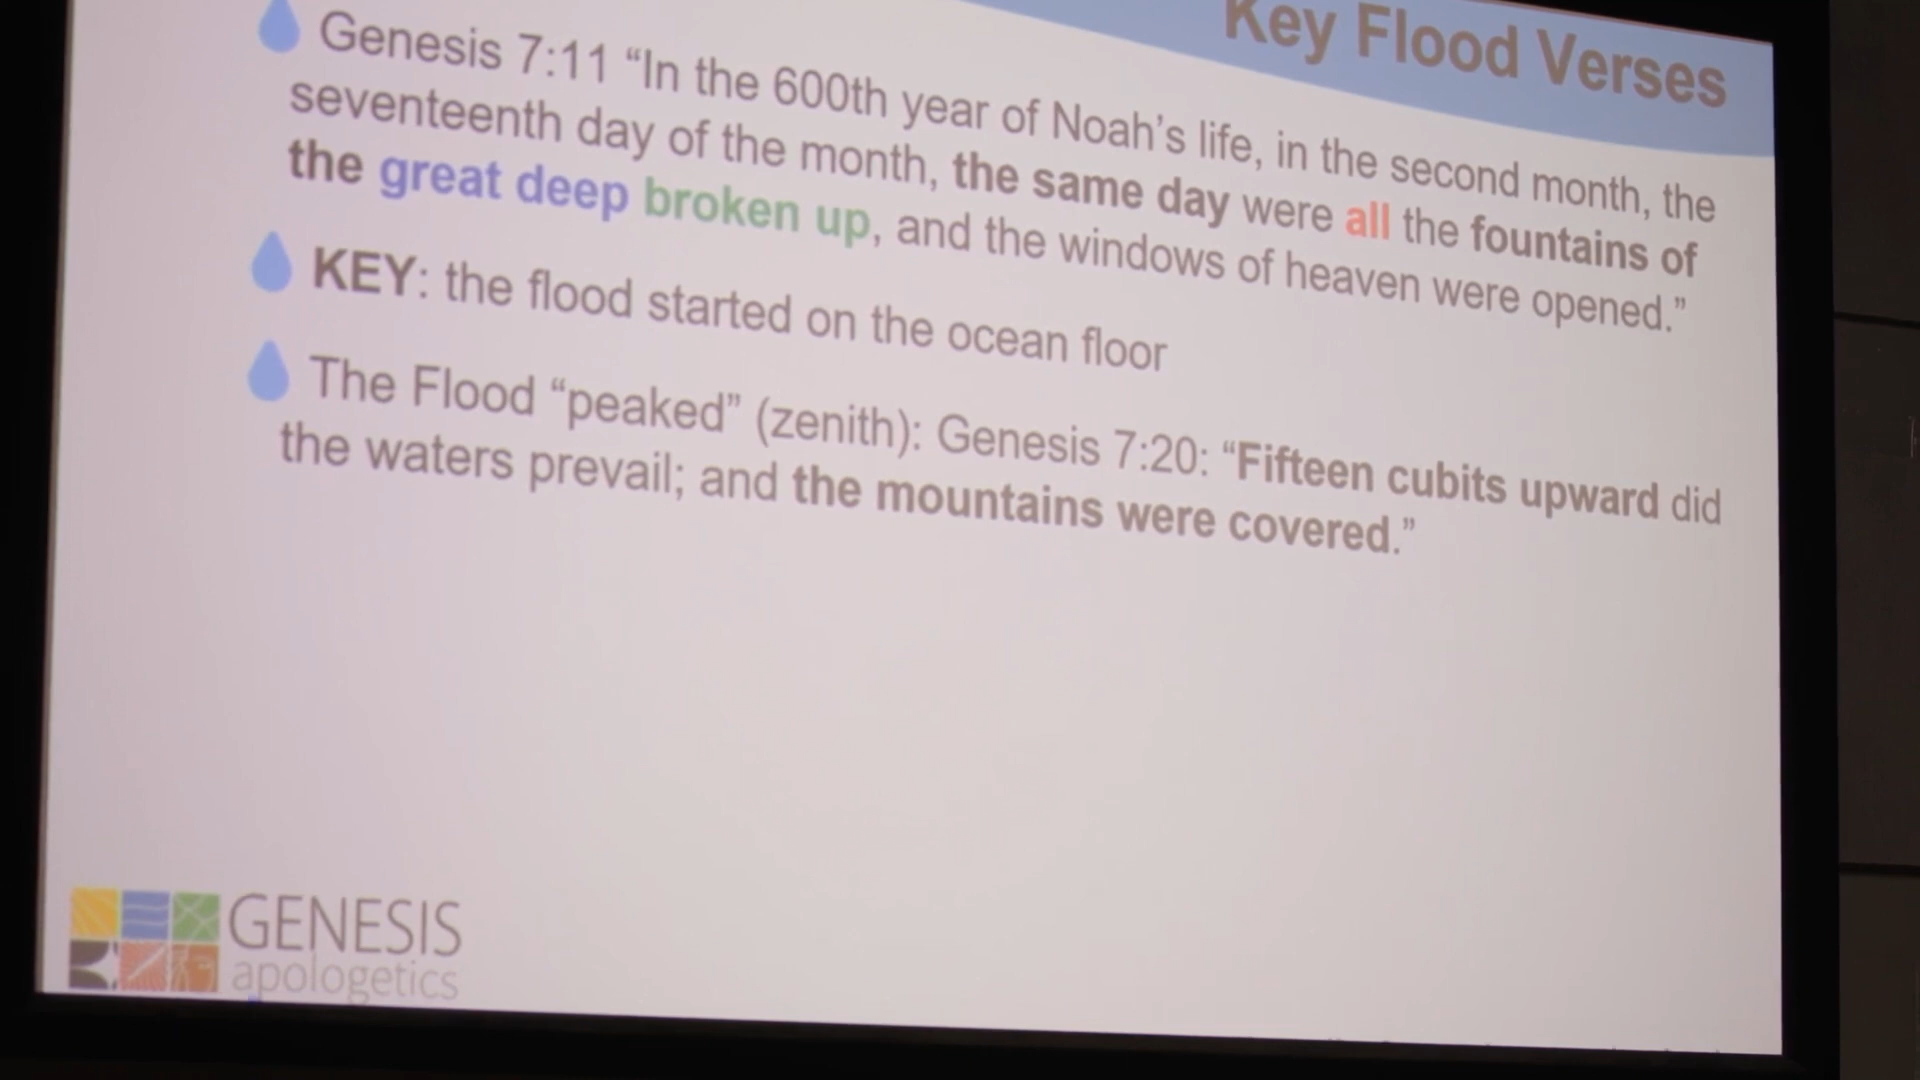 Key Flood Verses
Genesis 7:11 “In the 600th year of Noah’s life, in the second month, the
seventeenth day of the month, the same day were all the fountains of
the great deep broken up, and the windows of heaven were opened.”
KEY: the flood started on the ocean floor
The Flood “peaked” (zenith): Genesis 7:20: “Fifteen cubits upward did
the waters prevail; and the mountains were covered.”
GENESIS
apologetics